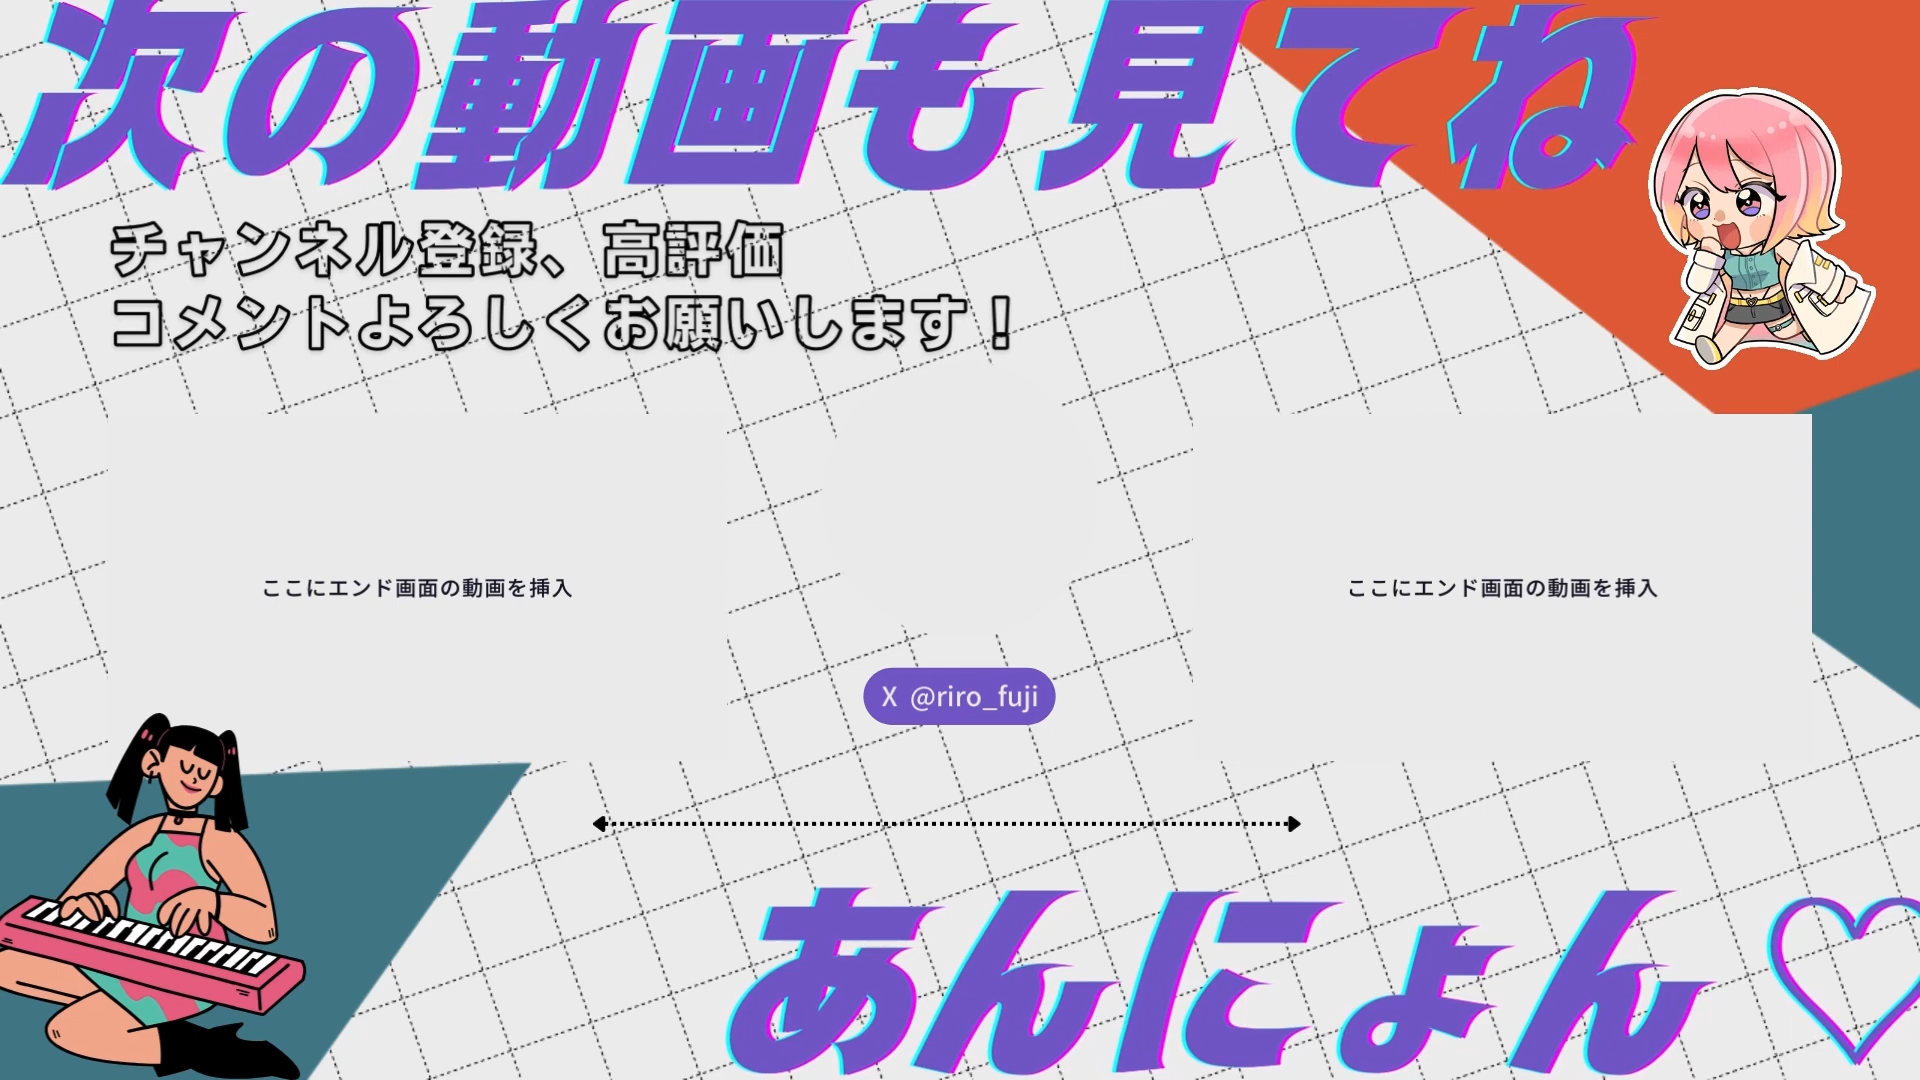 次の動画も見てね
チャンネル登録、高評価
コメントよろしくお願いします！
ここにエンド画面の動画を挿入
ここにエンド画面の動画を挿入
X @riro_fuji
あんにょん♡